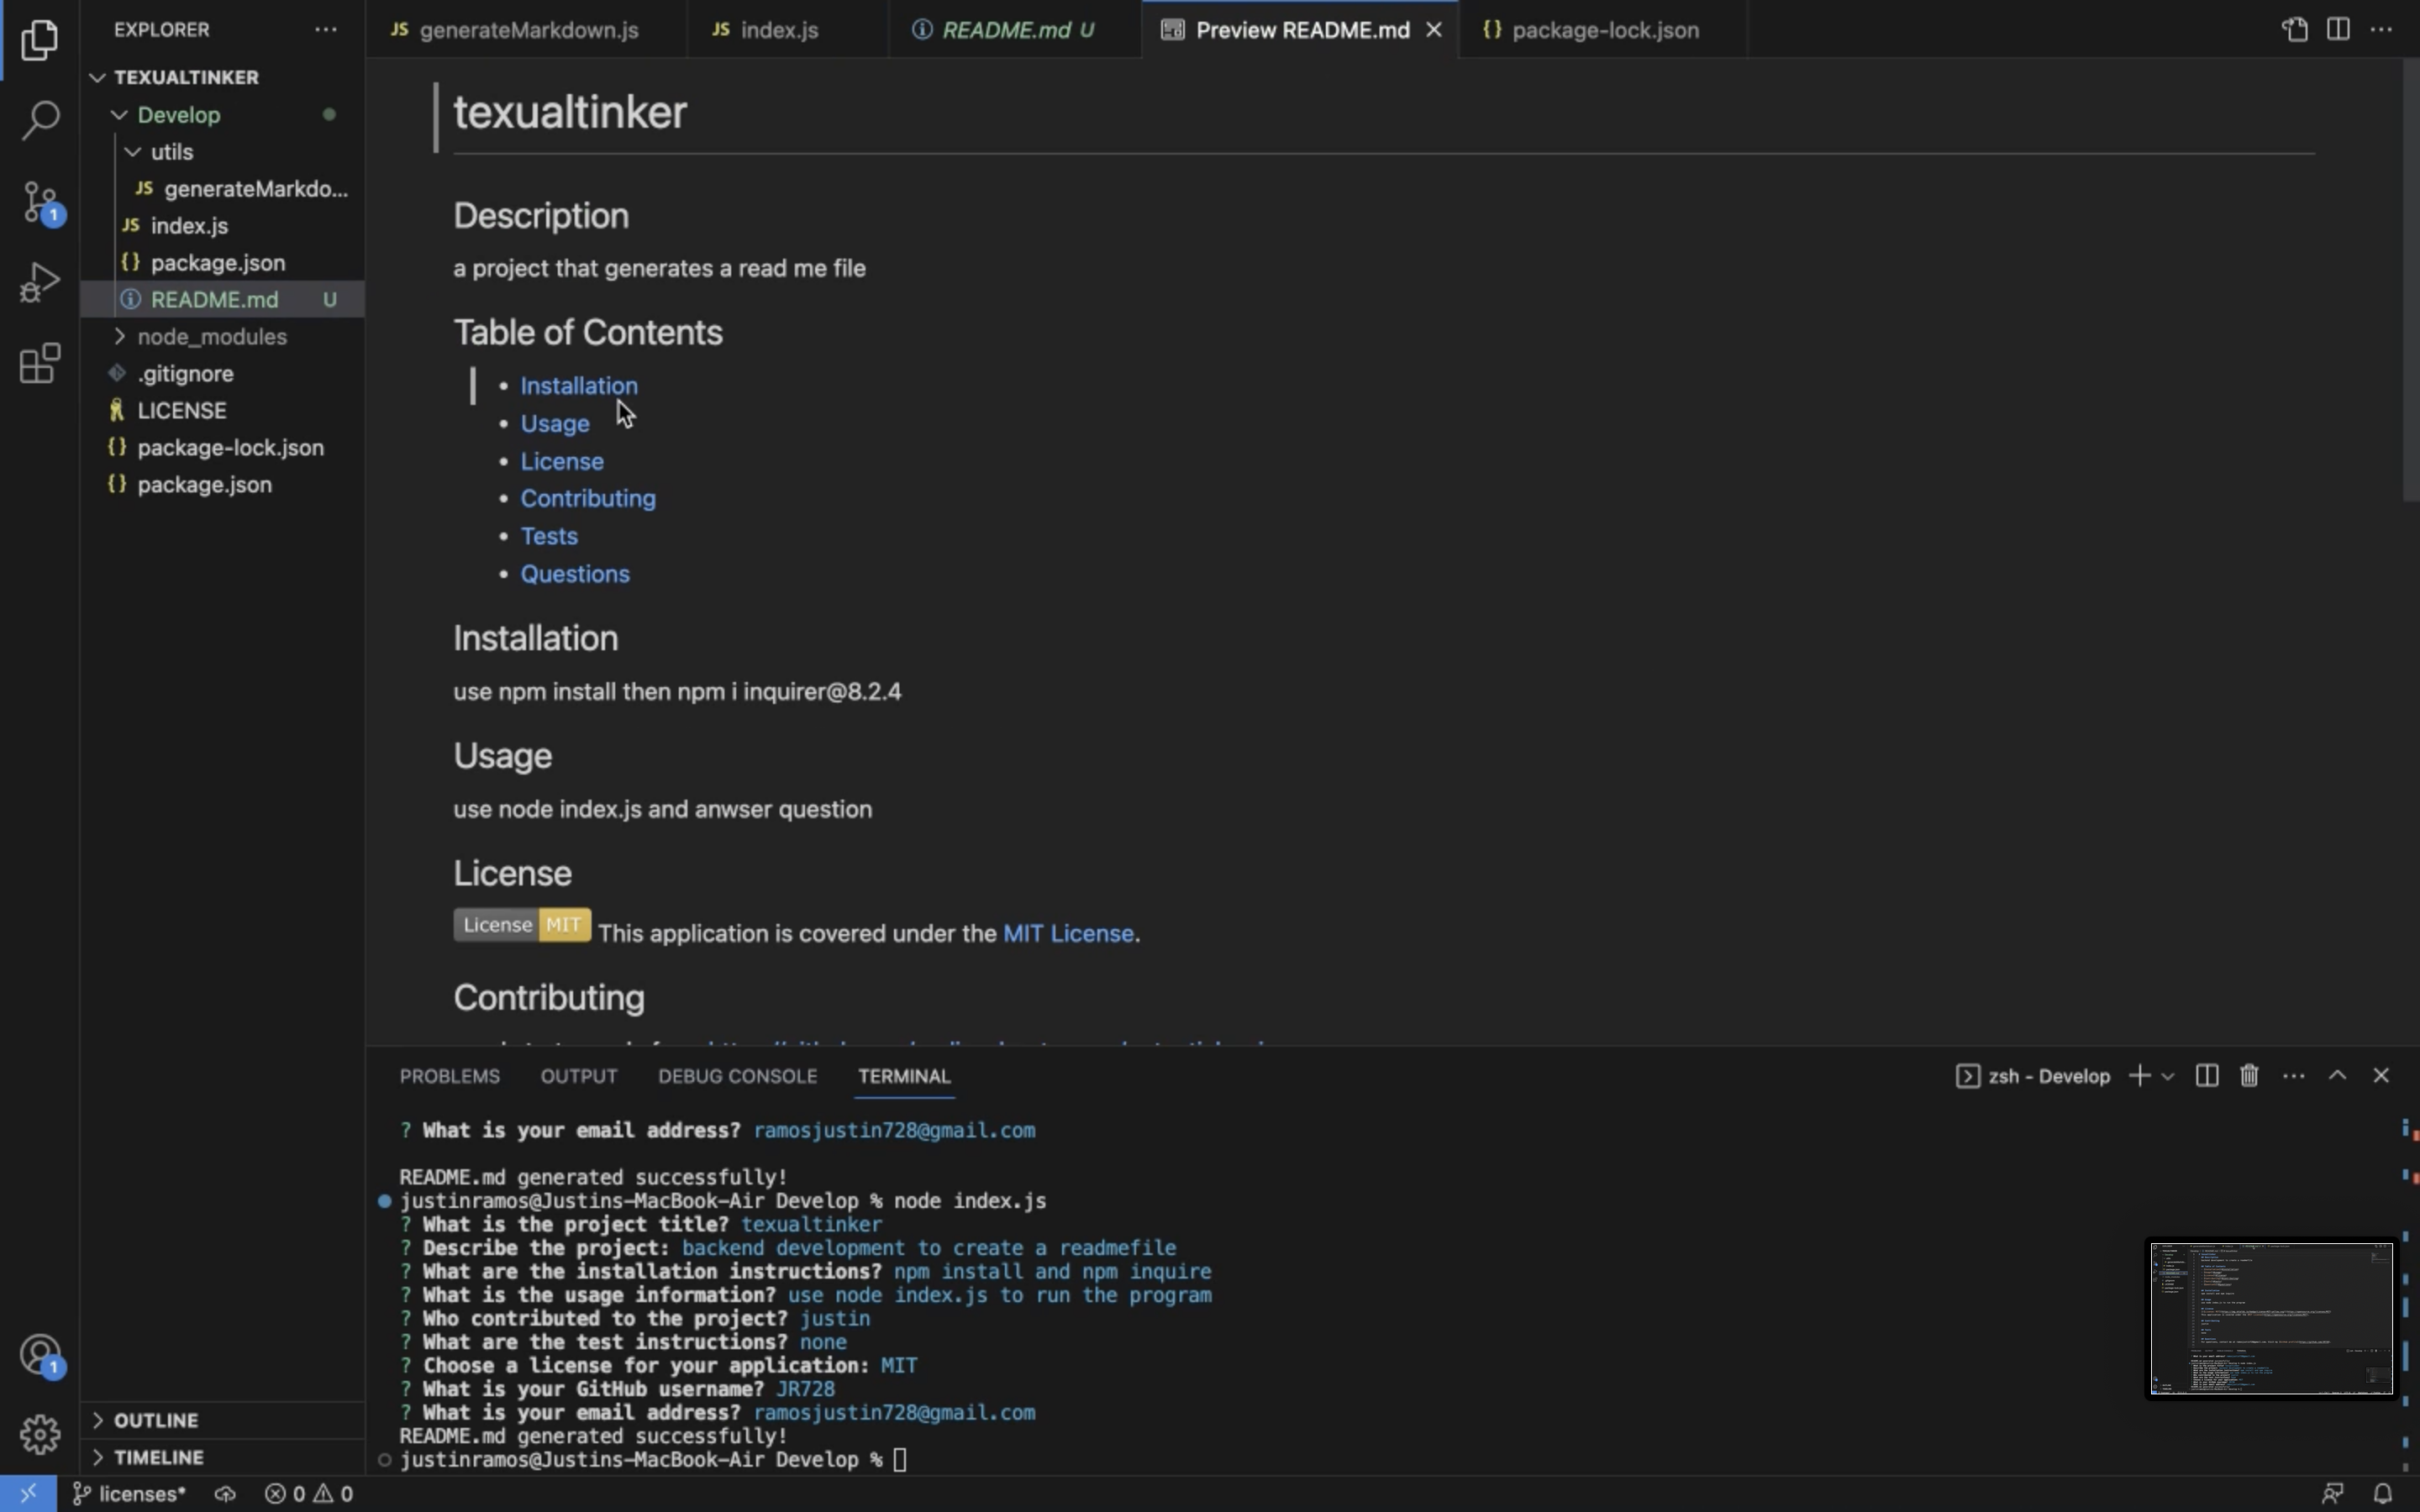 EXPLORER
TEXUALTINKER
Develop
utils
JS generateMarkdo...
JS index.js
{} package.json
README.md U
node_modules
.gitignore
LICENSE
{} package-lock.json
{} package.json
OUTLINE
TIMELINE
JS generateMarkdown.js
JS index.js
README.md U
Preview README.md
{} package-lock.json
texualtinker
Description
a project that generates a read me file
Table of Contents
• Installation
• Usage
• License
• Contributing
• Tests
• Questions
Installation
use npm install then npm i inquirer@8.2.4
Usage
use node index.js and anwser question
License
License MIT This application is covered under the MIT License.
Contributing
PROBLEMS OUTPUT DEBUG CONSOLE TERMINAL
zsh - Develop
? What is your email address? ramosjustin728@gmail.com
README.md generated successfully!
justinramos@Justins-MacBook-Air Develop % node index.js
? What is the project title? texualtinker
? Describe the project: backend development to create a readmefile
? What are the installation instructions? npm install and npm inquire
? What is the usage information? use node index.js to run the program
? Who contributed to the project? justin
? What are the test instructions? none
? Choose a license for your application: MIT
? What is your GitHub username? JR728
? What is your email address? ramosjustin728@gmail.com
README.md generated successfully!
justinramos@Justins-MacBook-Air Develop %
1
1
licenses* 0 0